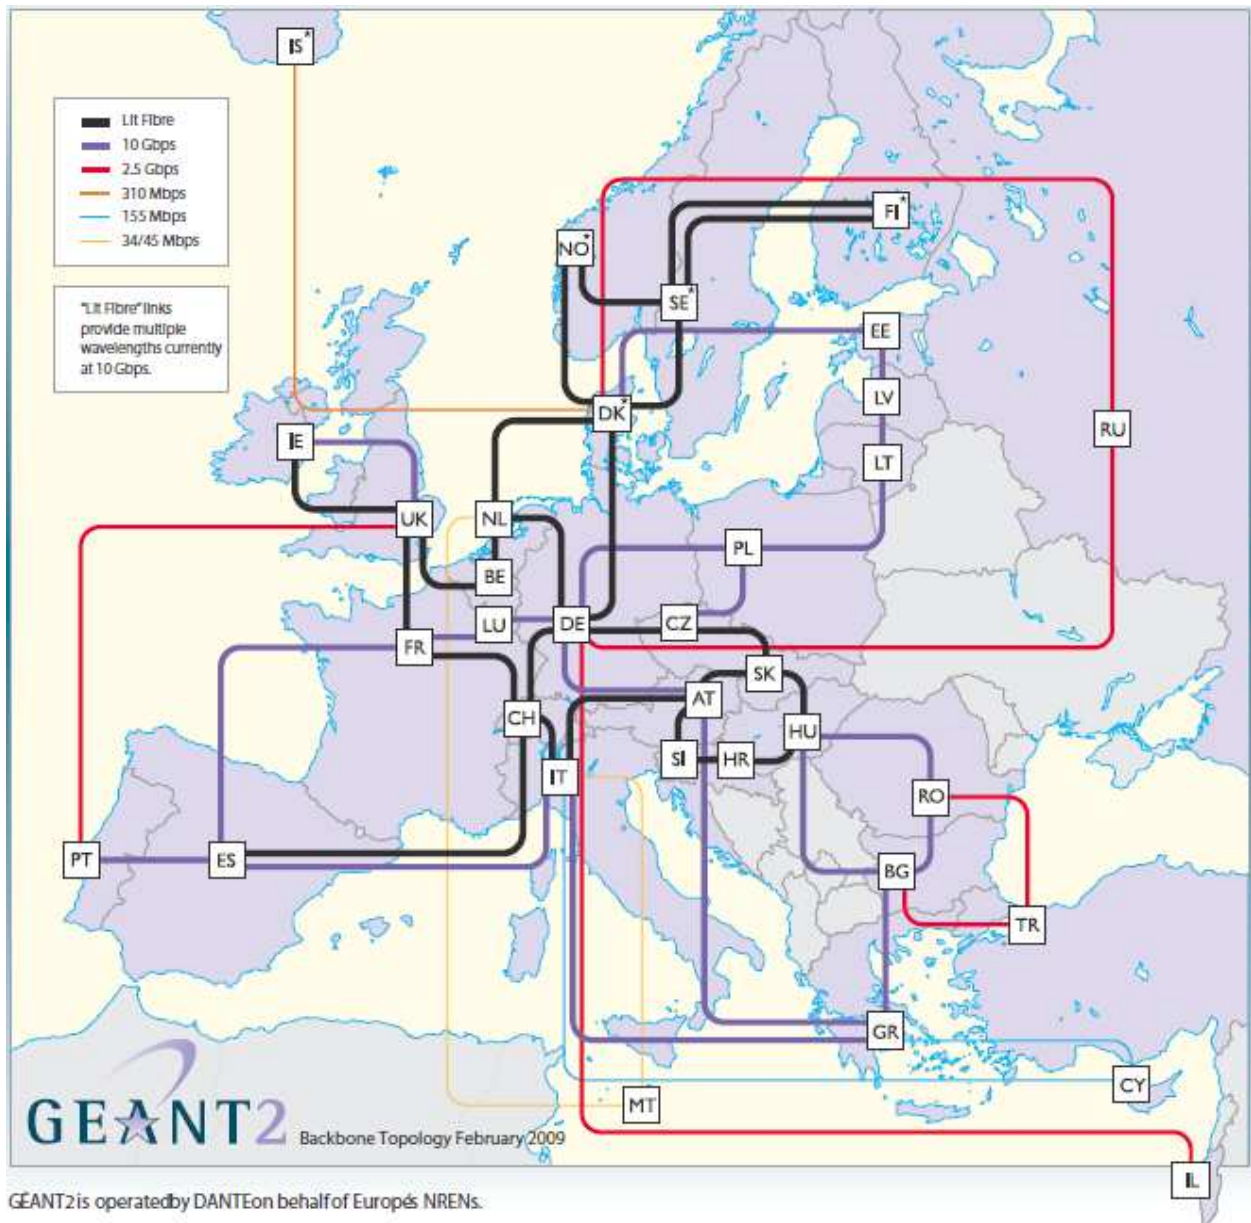 IS*
Lit Fibre
10 Gbps
2.5 Gbps
310 Mbps
155 Mbps
34/45 Mbps
"Lit Fibre" links
provide multiple
wavelengths currently
at 10 Gbps.
FI*
NO*
SE*
EE
LV
DK*
RU
IE
LT
UK
NL
PL
BE
LU
DE
CZ
FR
SK
AT
CH
HU
SI
HR
IT
RO
PT
ES
BG
TR
GR
CY
MT
GEANT2
Backbone Topology February 2009
IL
GÉANT2 is operated by DANTE on behalf of Europe's NRENs.